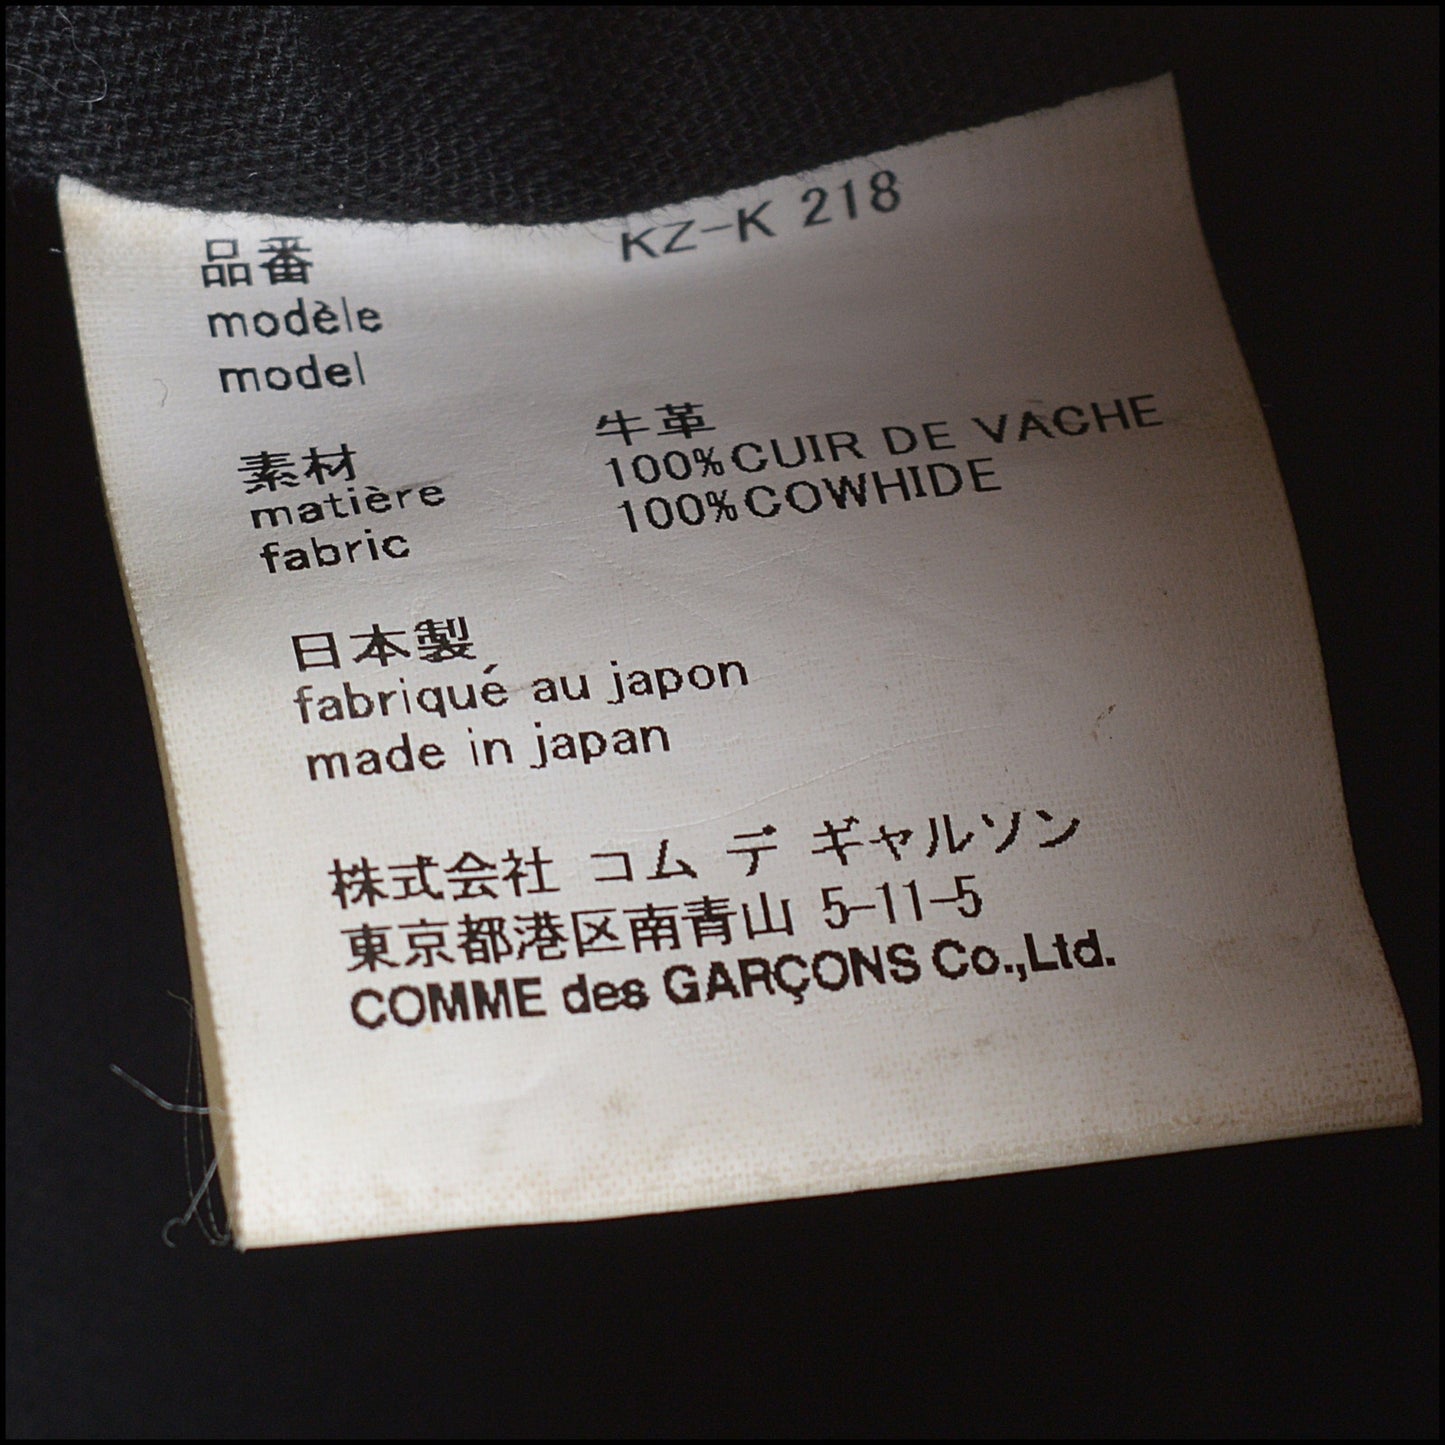 品番 KZ-K 218
modèle
model
素材 牛革
matière 100%CUIR DE VACHE
fabric 100%COWHIDE
日本製
fabriqué au japon
made in japan
株式会社 コム デ ギャルソン
東京都港区南青山 5-11-5
COMME des GARÇONS Co.,Ltd.